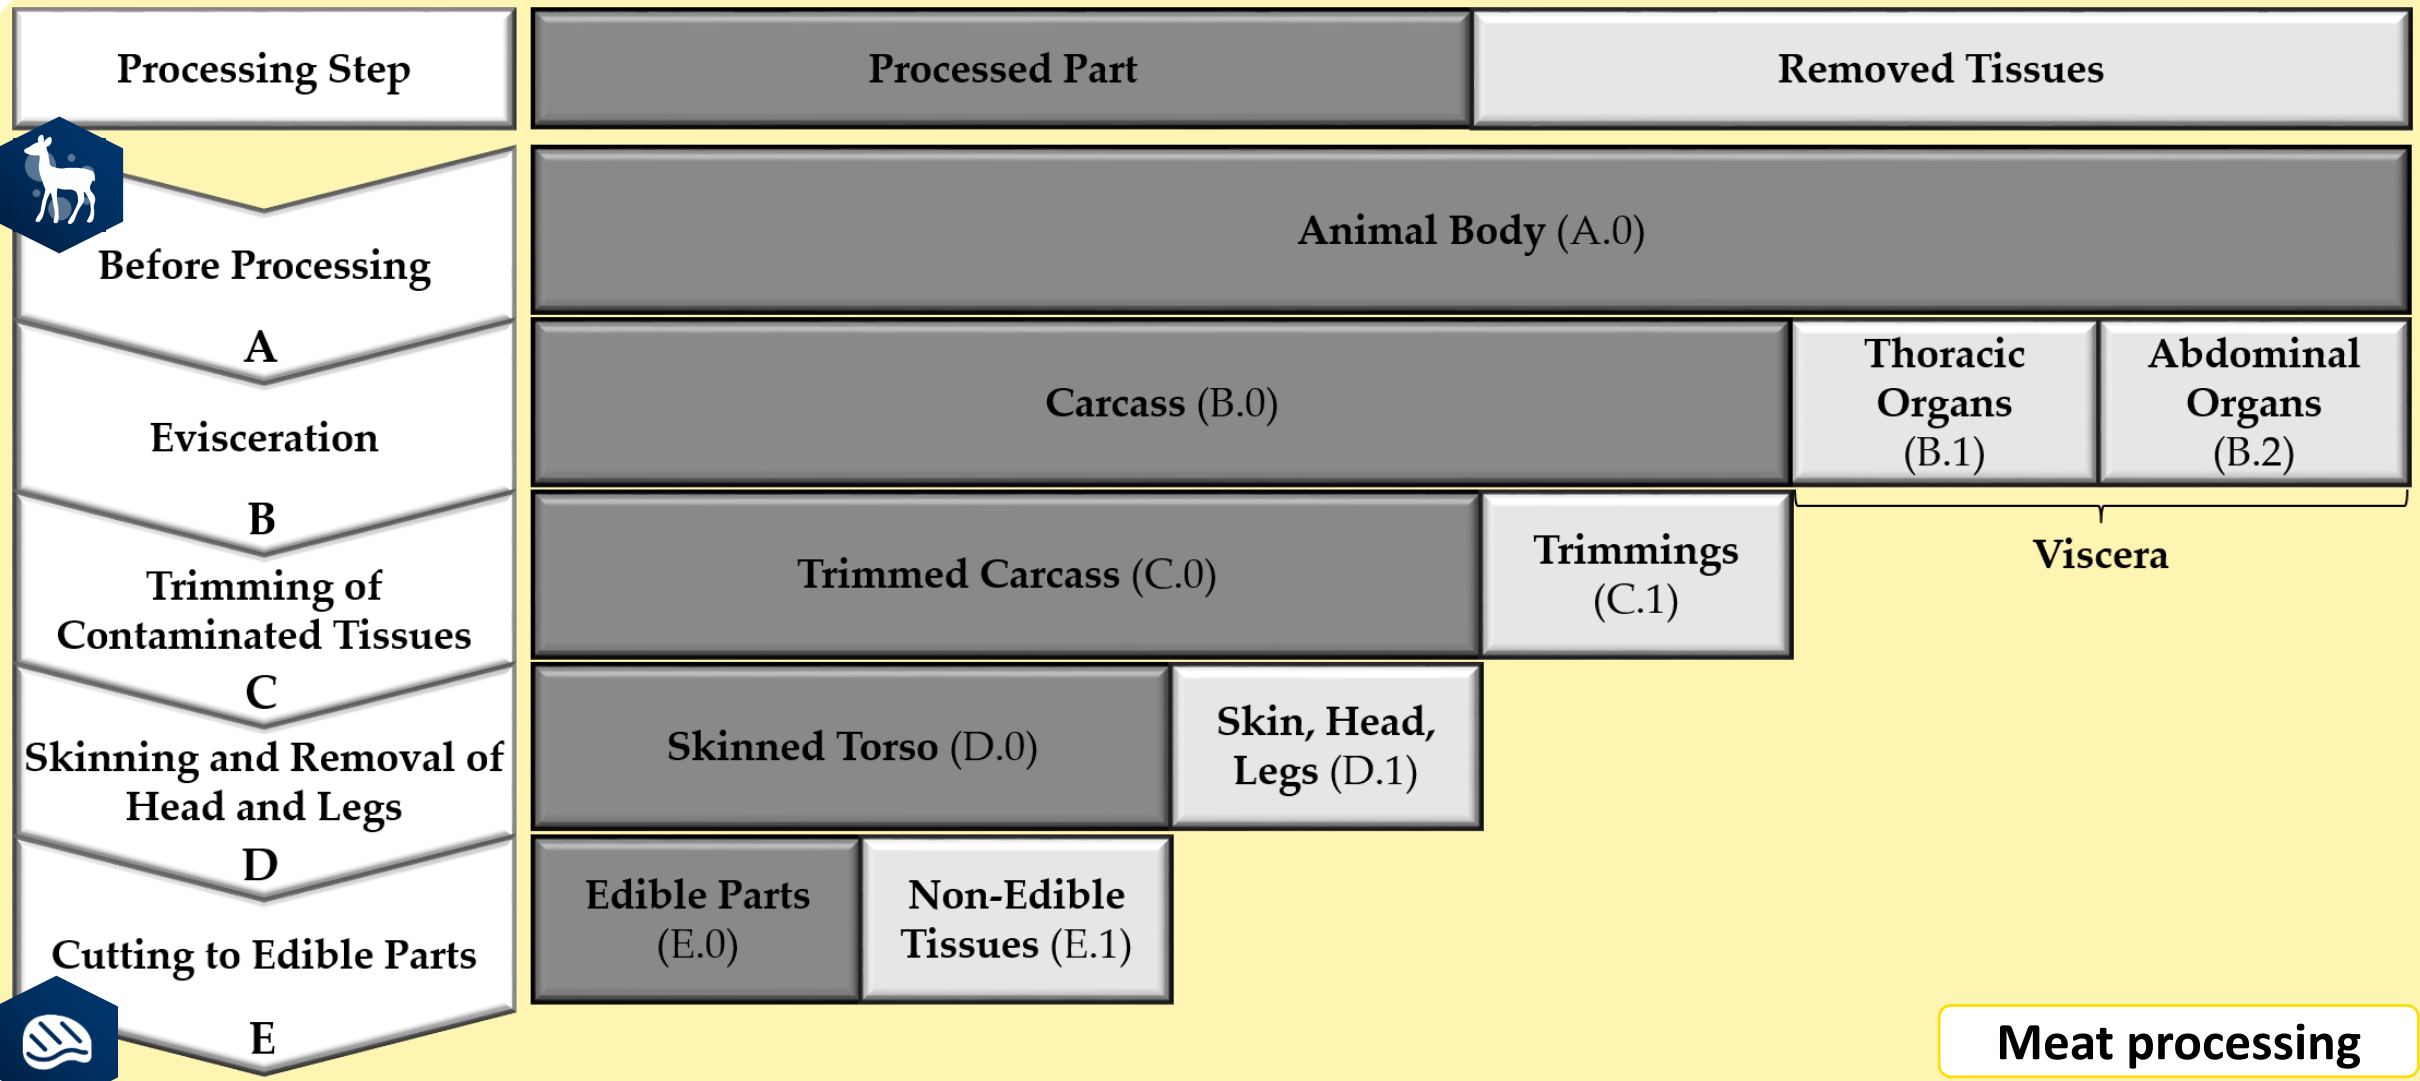 Processing Step
Processed Part
Removed Tissues
Before Processing
A
Animal Body (A.0)
Evisceration
B
Carcass (B.0)
Thoracic
Organs
(B.1)
Abdominal
Organs
(B.2)
Viscera
Trimming of
Contaminated Tissues
C
Trimmed Carcass (C.0)
Trimmings
(C.1)
Skinning and Removal of
Head and Legs
D
Skinned Torso (D.0)
Skin, Head,
Legs (D.1)
Cutting to Edible Parts
E
Edible Parts
(E.0)
Non-Edible
Tissues (E.1)
Meat processing